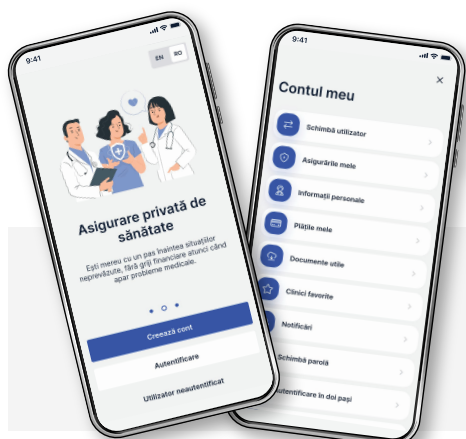 9:41
EN RO
Asigurare privată de
sănătate
Ești mereu cu un pas înaintea situațiilor
neprevăzute, fără griji financiare atunci când
apar probleme medicale.
Creează cont
Autentificare
Utilizator neautentificat
9:41
Contul meu
Schimbă utilizator
Asigurările mele
Informații personale
Plățile mele
Documente utile
Clinici favorite
Notificări
Schimbă parolă
utentificare în doi pași